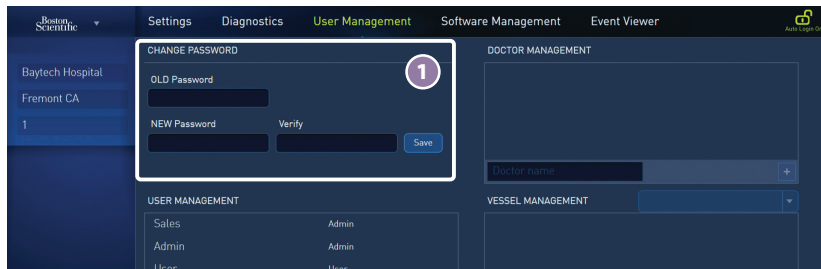 Boston
Scientific
Settings Diagnostics User Management Software Management Event Viewer
Auto Login On
Baytech Hospital
Fremont CA
1
CHANGE PASSWORD
1
OLD Password
NEW Password Verify
Save
DOCTOR MANAGEMENT
Doctor name
+
USER MANAGEMENT
Sales Admin
Admin Admin
User User
VESSEL MANAGEMENT